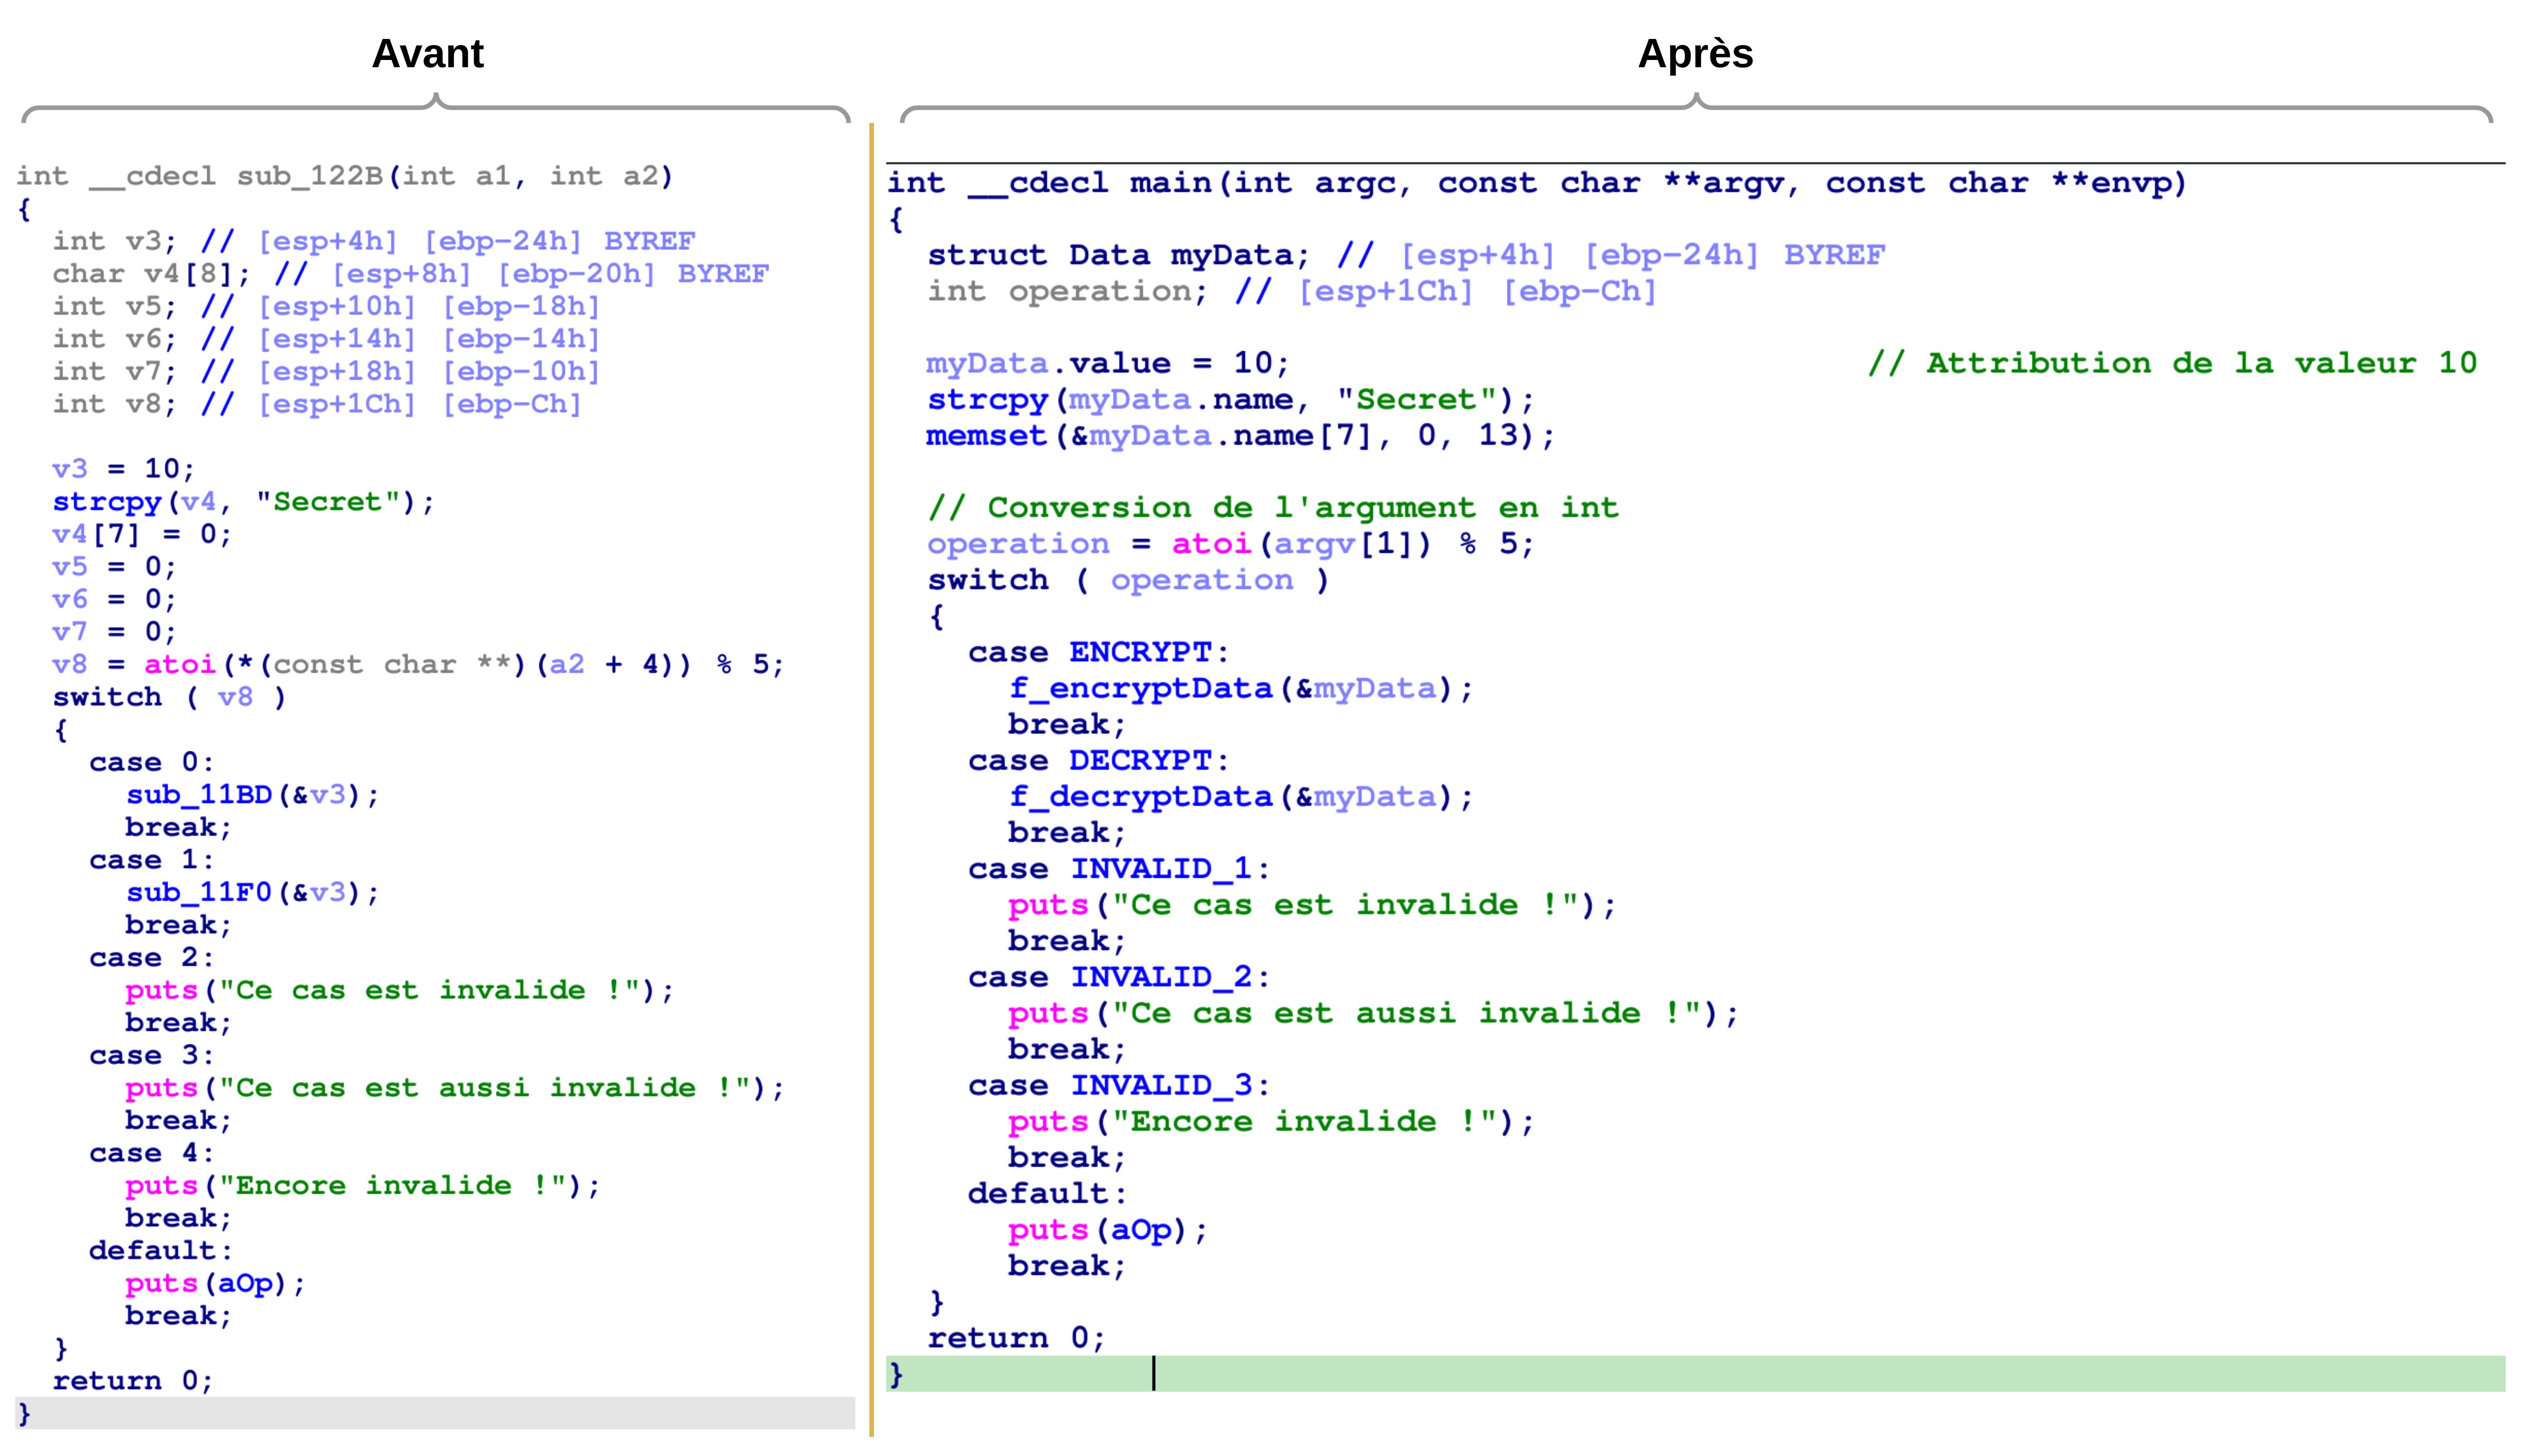 Avant
int __cdecl sub_122B(int a1, int a2)
{
  int v3; // [esp+4h] [ebp-24h] BYREF
  char v4[8]; // [esp+8h] [ebp-20h] BYREF
  int v5; // [esp+10h] [ebp-18h]
  int v6; // [esp+14h] [ebp-14h]
  int v7; // [esp+18h] [ebp-10h]
  int v8; // [esp+1Ch] [ebp-Ch]

  v3 = 10;
  strcpy(v4, "Secret");
  v4[7] = 0;
  v5 = 0;
  v6 = 0;
  v7 = 0;
  v8 = atoi(*(const char **)(a2 + 4)) % 5;
  switch ( v8 )
  {
    case 0:
      sub_11BD(&v3);
      break;
    case 1:
      sub_11F0(&v3);
      break;
    case 2:
      puts("Ce cas est invalide !");
      break;
    case 3:
      puts("Ce cas est aussi invalide !");
      break;
    case 4:
      puts("Encore invalide !");
      break;
    default:
      puts(aOp);
      break;
  }
  return 0;
}
Après
int __cdecl main(int argc, const char **argv, const char **envp)
{
  struct Data myData; // [esp+4h] [ebp-24h] BYREF
  int operation; // [esp+1Ch] [ebp-Ch]

  myData.value = 10; // Attribution de la valeur 10
  strcpy(myData.name, "Secret");
  memset(&myData.name[7], 0, 13);

  // Conversion de l'argument en int
  operation = atoi(argv[1]) % 5;
  switch ( operation )
  {
    case ENCRYPT:
      f_encryptData(&myData);
      break;
    case DECRYPT:
      f_decryptData(&myData);
      break;
    case INVALID_1:
      puts("Ce cas est invalide !");
      break;
    case INVALID_2:
      puts("Ce cas est aussi invalide !");
      break;
    case INVALID_3:
      puts("Encore invalide !");
      break;
    default:
      puts(aOp);
      break;
  }
  return 0;
}